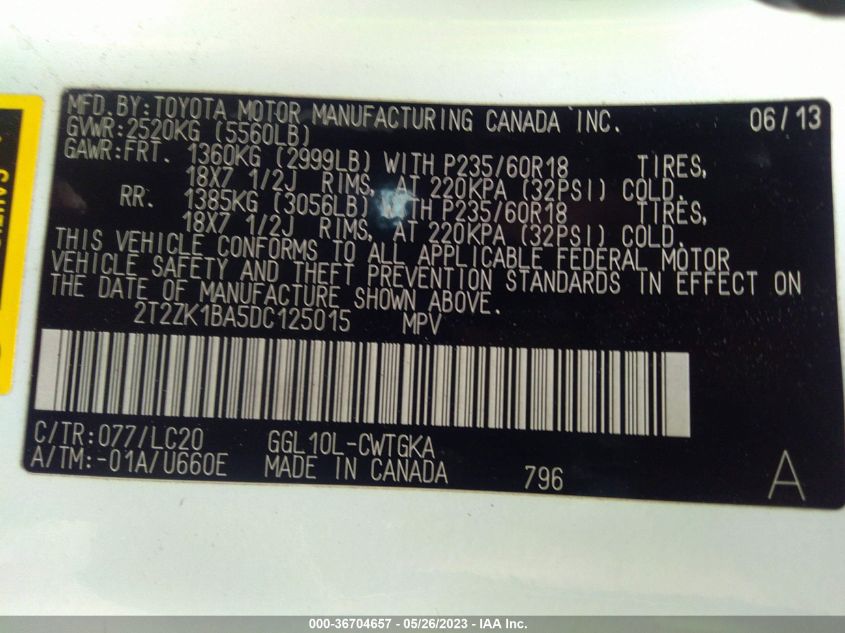 MFD. BY: TOYOTA MOTOR MANUFACTURING CANADA INC. 06/13
GVWR: 2520KG (5560LB)
GAWR: FRT. 1360KG (2999LB) WITH P235/60R18 TIRES,
18X7 1/2J RIMS, AT 220KPA (32PSI) COLD.
RR. 1385KG (3056LB) WITH P235/60R18 TIRES,
18X7 1/2J RIMS, AT 220KPA (32PSI) COLD.
THIS VEHICLE CONFORMS TO ALL APPLICABLE FEDERAL MOTOR
VEHICLE SAFETY AND THEFT PREVENTION STANDARDS IN EFFECT ON
THE DATE OF MANUFACTURE SHOWN ABOVE.
2T2ZK1BA5DC125015 MPV
C/TR: 077/LC20 GGL10L-CWTGKA
A/TM: -01A/U660E MADE IN CANADA 796 A
000-36704657 - 05/26/2023 - IAA Inc.